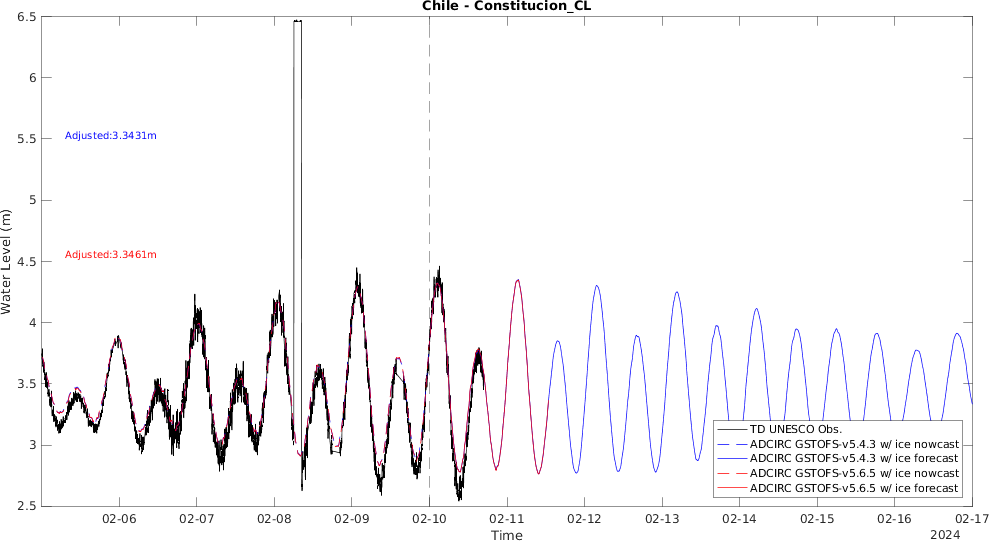 Chile - Constitucion_CL
6.5
6
5.5
5
4.5
4
3.5
3
2.5
Water Level (m)
Adjusted:3.3431m
Adjusted:3.3461m
TD UNESCO Obs.
ADCIRC GSTOFS-v5.4.3 w/ ice nowcast
ADCIRC GSTOFS-v5.4.3 w/ ice forecast
ADCIRC GSTOFS-v5.6.5 w/ ice nowcast
ADCIRC GSTOFS-v5.6.5 w/ ice forecast
02-06 02-07 02-08 02-09 02-10 02-11 02-12 02-13 02-14 02-15 02-16 02-17
Time
2024